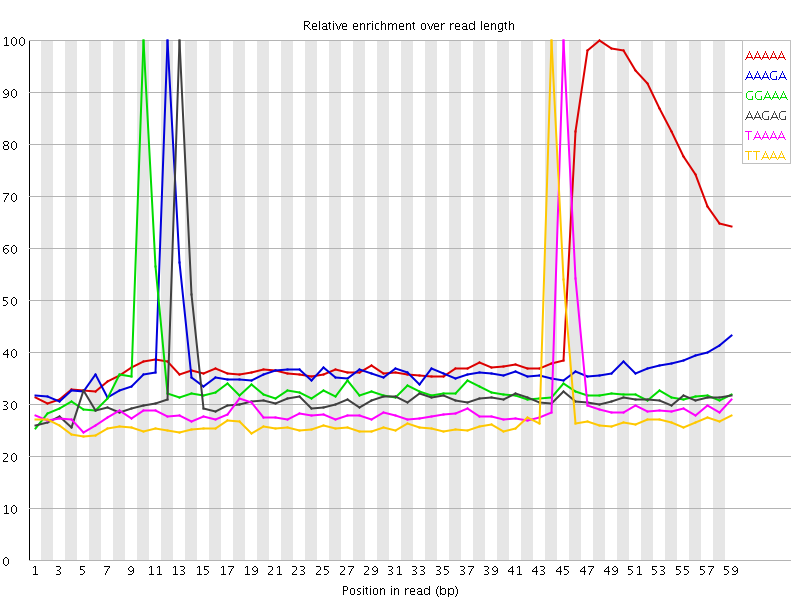 Relative enrichment over read length
100
90
80
70
60
50
40
30
20
10
0
AAAAA
AAAGA
GGAAA
AAGAG
TAAAA
TTAAA
1 3 5 7 9 11 13 15 17 19 21 23 25 27 29 31 33 35 37 39 41 43 45 47 49 51 53 55 57 59
Position in read (bp)